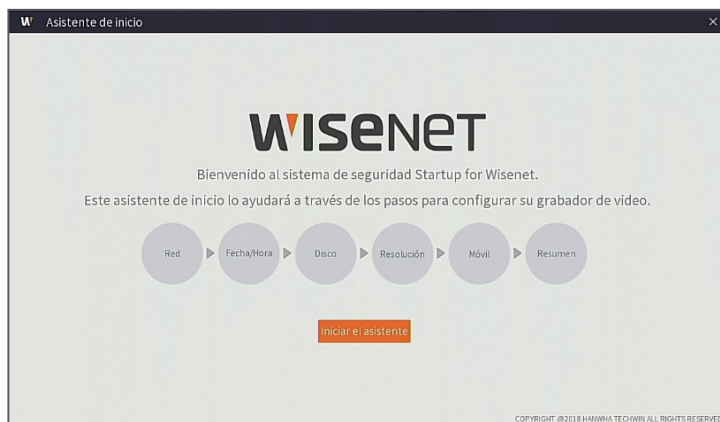 W Asistente de inicio
WISENET
Bienvenido al sistema de seguridad Startup for Wisenet.
Este asistente de inicio lo ayudará a través de los pasos para configurar su grabador de video.
Red
Fecha/Hora
Disco
Resolución
Móvil
Resumen
Iniciar el asistente
COPYRIGHT @2018 HANWHA TECHWIN ALL RIGHTS RESERVED